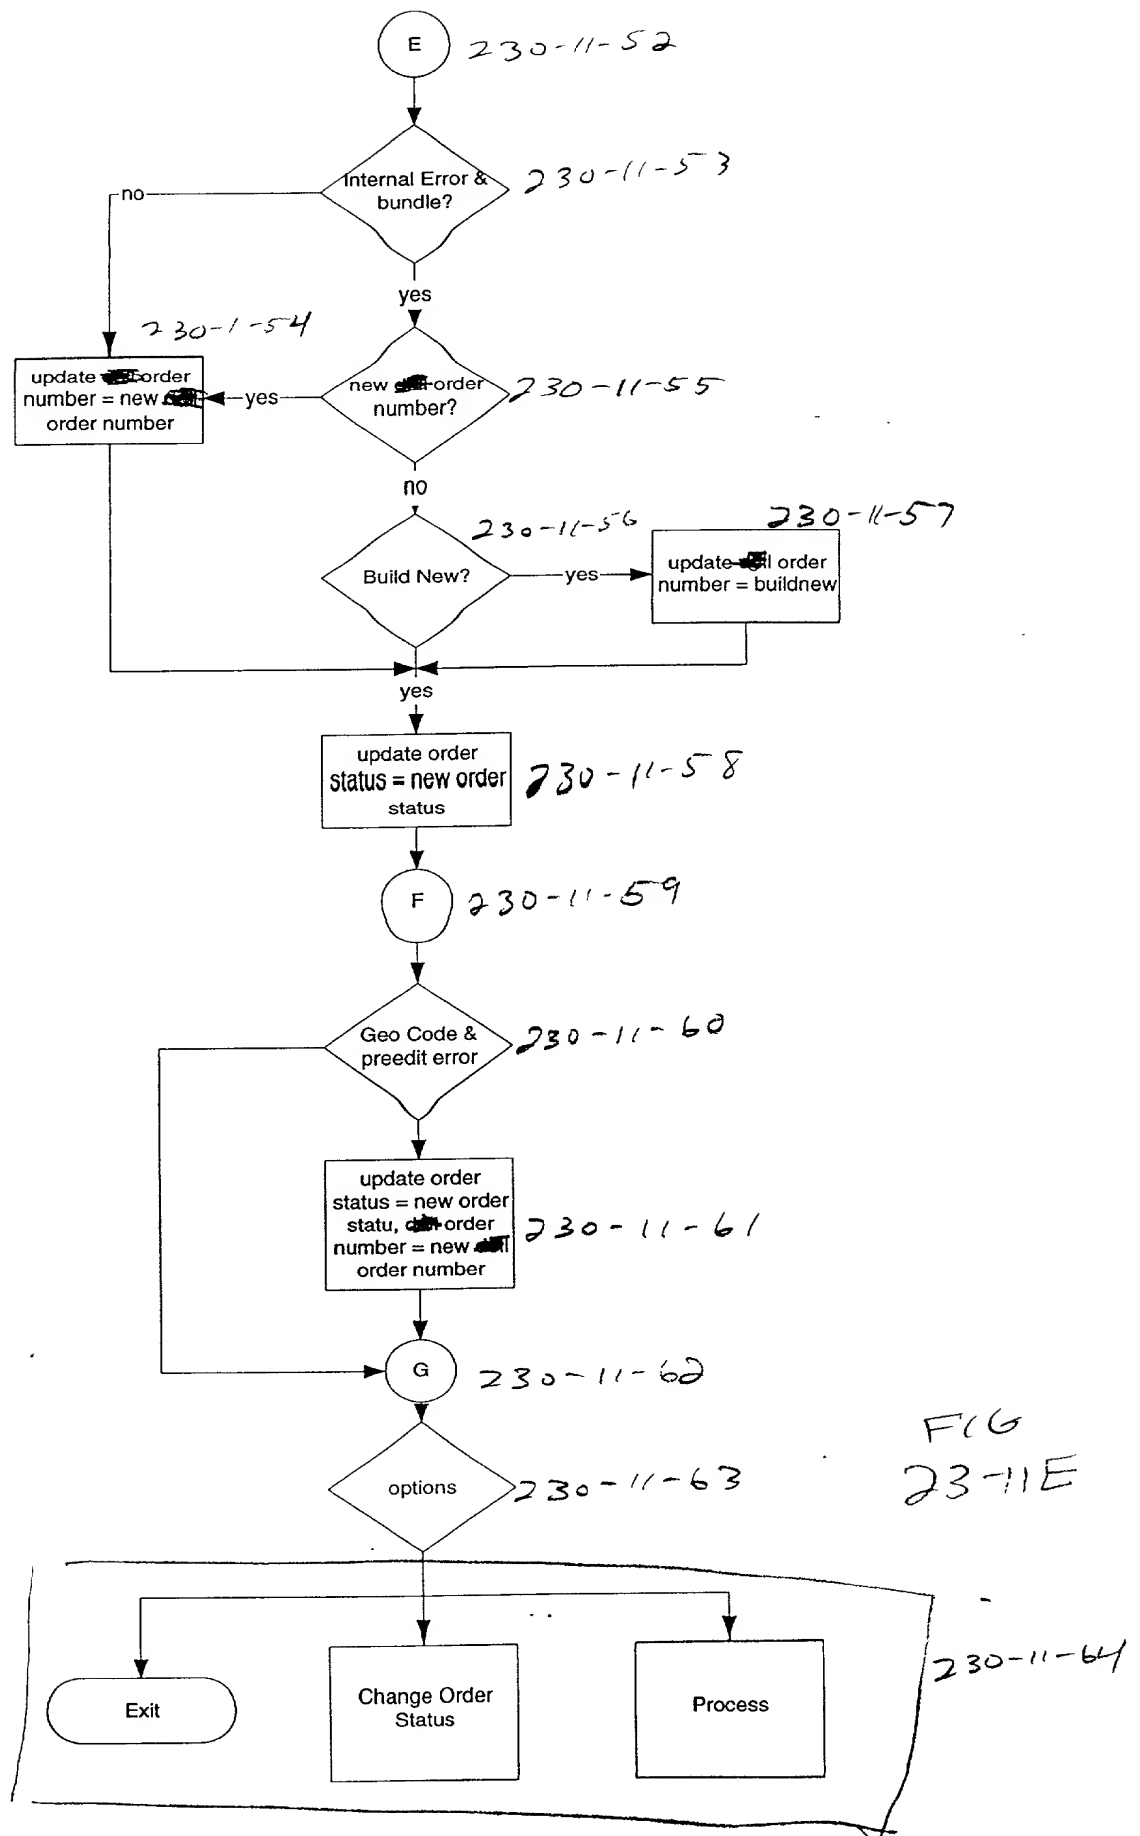 E
230-11-52
Internal Error &
bundle?
230-11-53
no
yes
230-1-54
update order
number = new
order number
yes
new order
number?
230-11-55
no
230-11-56
230-11-57
Build New?
yes
update order
number = buildnew
yes
update order
status = new order
status
230-11-58
F
230-11-59
Geo Code &
preedit error
230-11-60
update order
status = new order
statu, order
number = new
order number
230-11-61
G
230-11-62
options
230-11-63
FIG
23-11E
Exit
Change Order
Status
Process
230-11-64